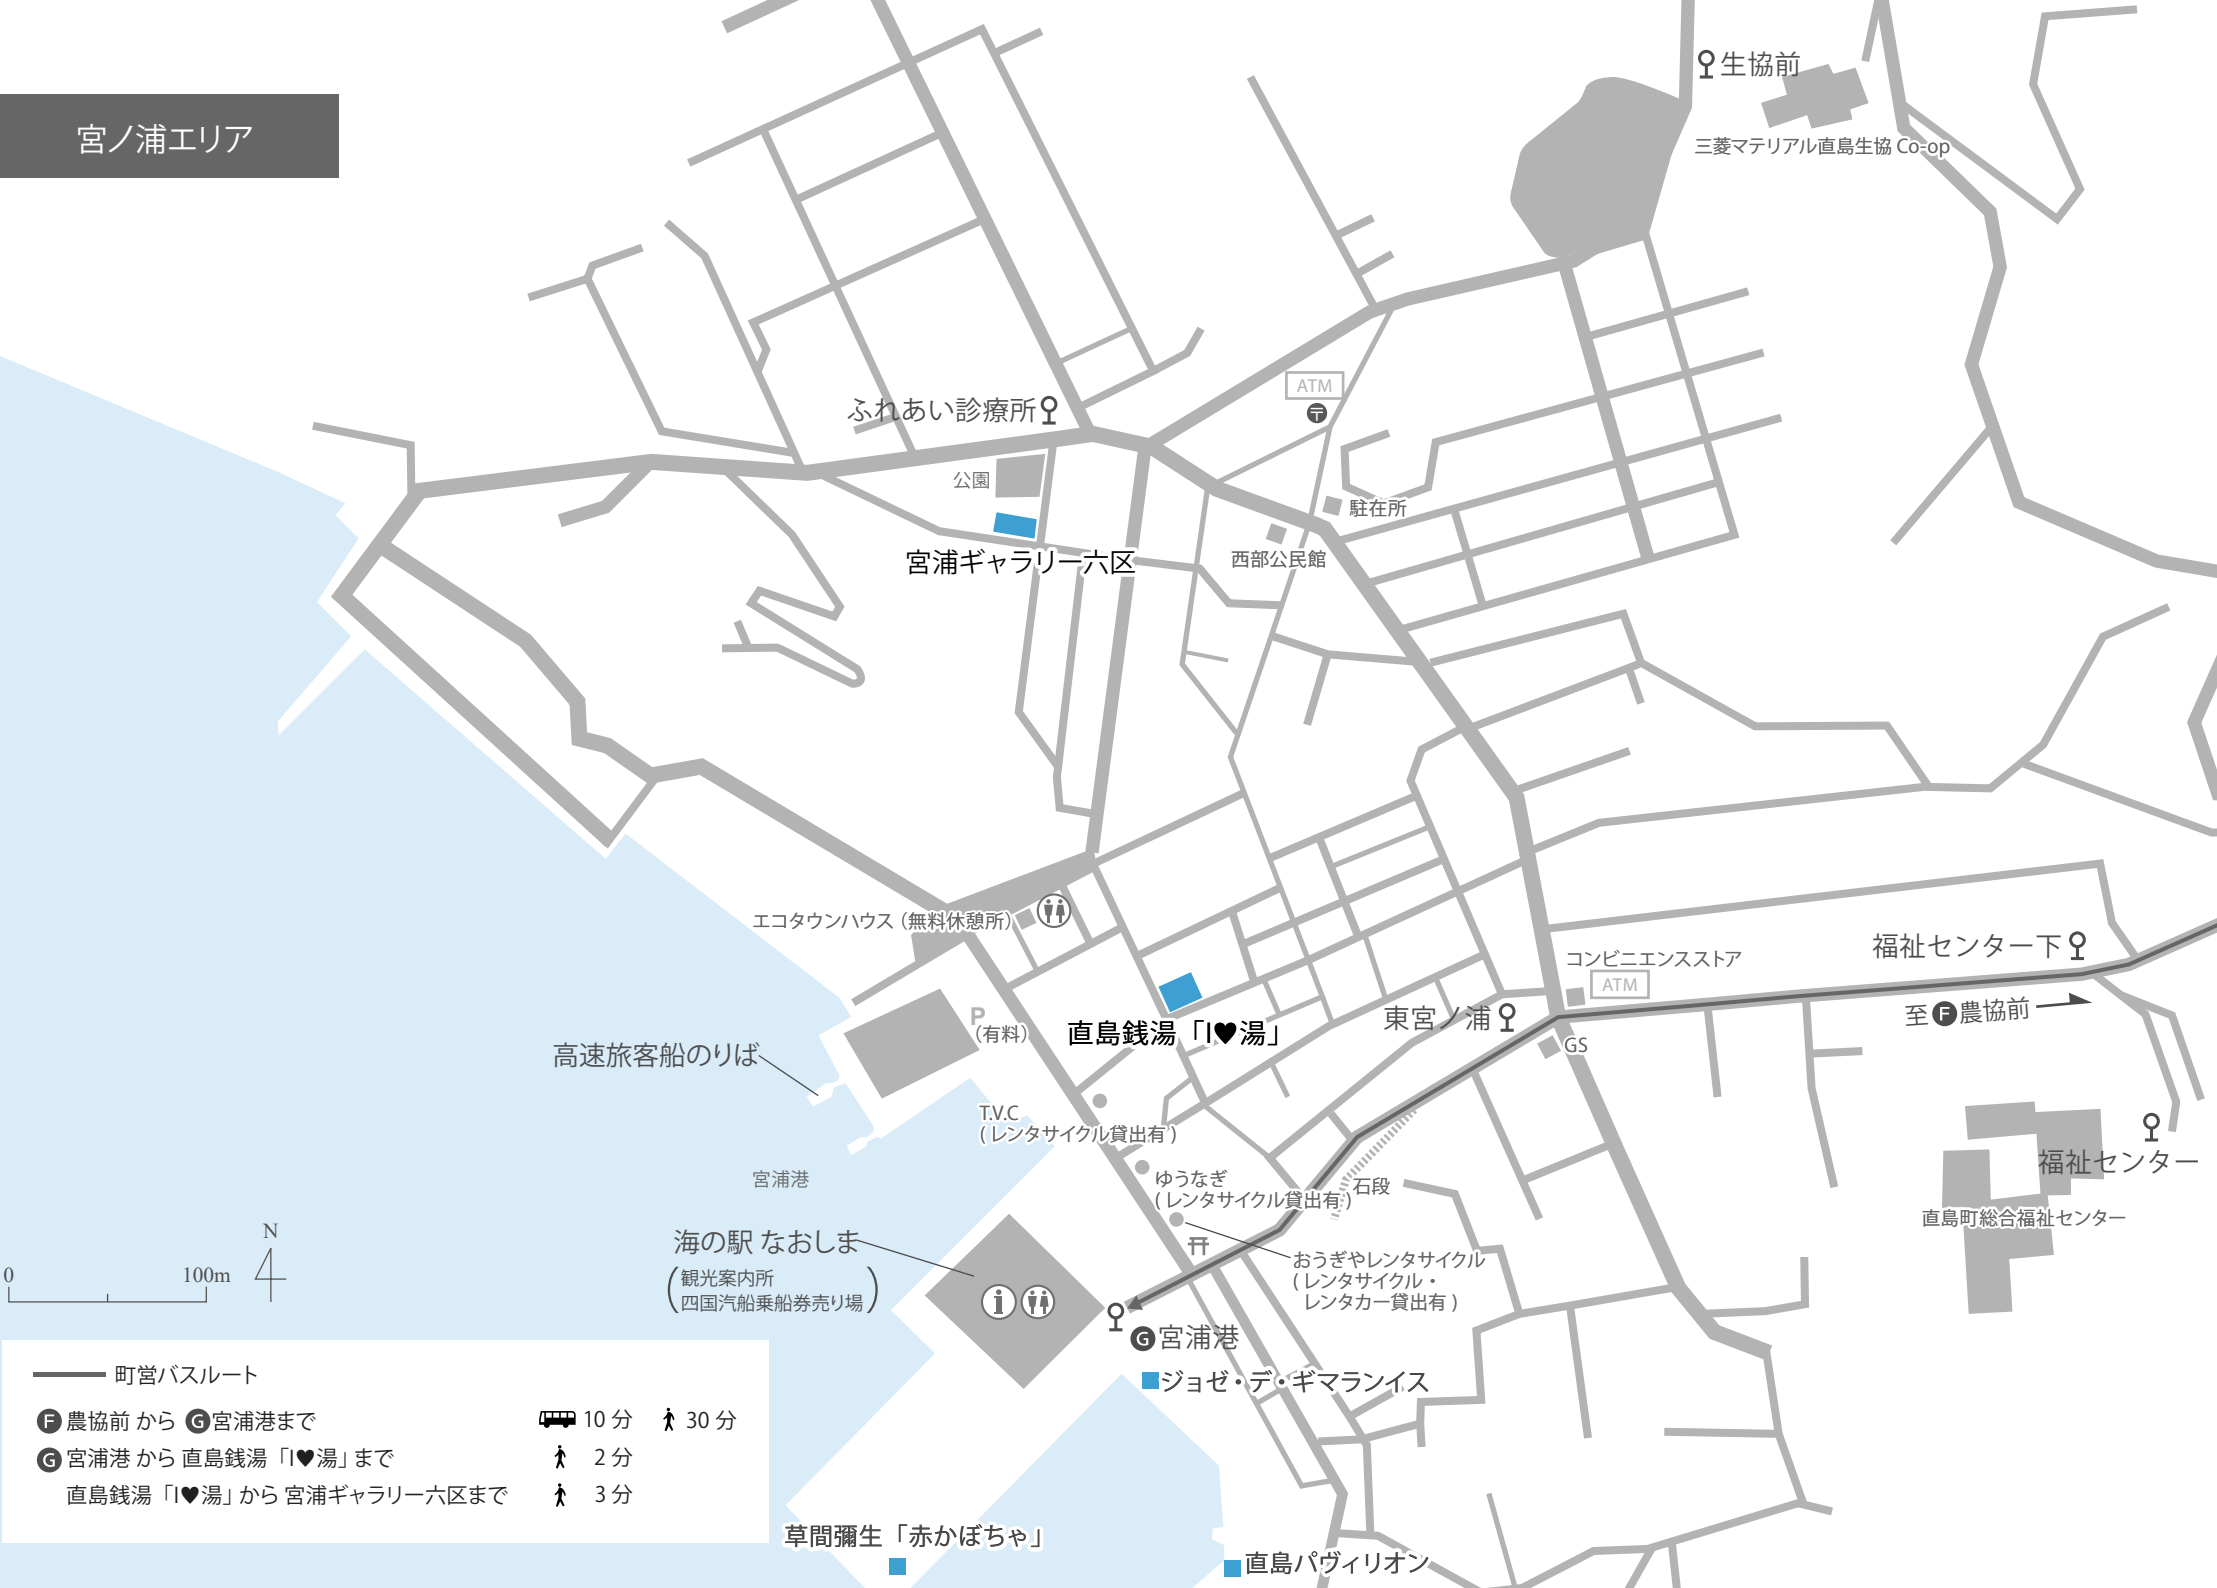 生協前
三菱マテリアル直島生協 Co-op
宮ノ浦エリア
ATM
〒
ふれあい診療所
公園
駐在所
西部公民館
宮浦ギャラリー六区
エコタウンハウス（無料休憩所）
コンビニエンスストア
ATM
福祉センター下
至 F 農協前
P
（有料）
直島銭湯「I♥湯」
東宮ノ浦
GS
高速旅客船のりば
T.V.C
( レンタサイクル貸出有 )
福祉センター
宮浦港
ゆうなぎ
( レンタサイクル貸出有 )
石段
直島町総合福祉センター
海の駅 なおしま
(観光案内所
四国汽船乗船券売り場)
おうぎやレンタサイクル
( レンタサイクル・
レンタカー貸出有 )
N
0 100m
G 宮浦港
ジョゼ・デ・ギマランイス
町営バスルート
F 農協前 から G 宮浦港まで 10 分 30 分
G 宮浦港 から 直島銭湯「I♥湯」まで 2 分
直島銭湯「I♥湯」から 宮浦ギャラリー六区まで 3 分
草間彌生「赤かぼちゃ」
直島パヴィリオン